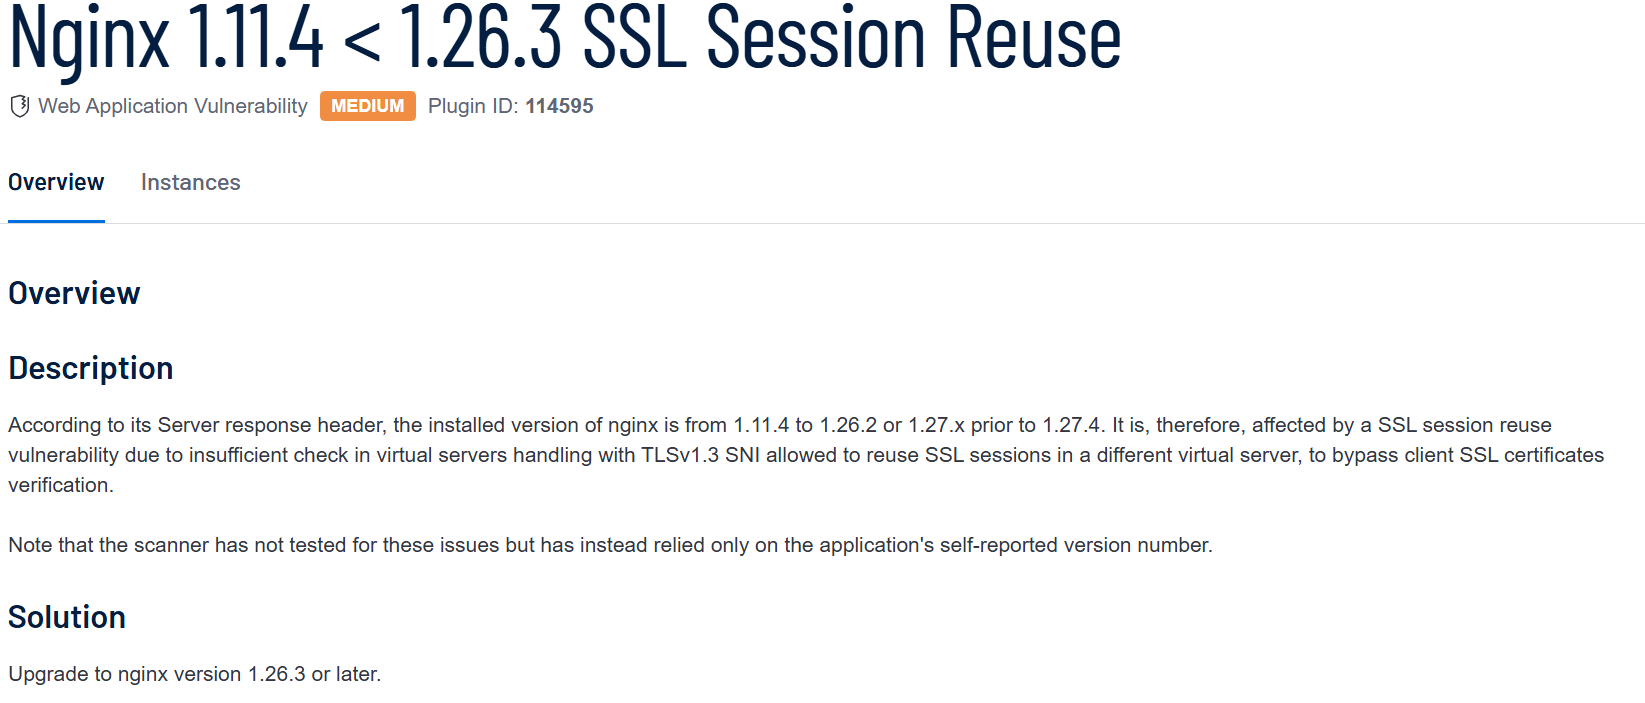 Nginx 1.11.4 < 1.26.3 SSL Session Reuse
Web Application Vulnerability MEDIUM Plugin ID: 114595
Overview Instances
Overview
Description
According to its Server response header, the installed version of nginx is from 1.11.4 to 1.26.2 or 1.27.x prior to 1.27.4. It is, therefore, affected by a SSL session reuse
vulnerability due to insufficient check in virtual servers handling with TLSv1.3 SNI allowed to reuse SSL sessions in a different virtual server, to bypass client SSL certificates
verification.
Note that the scanner has not tested for these issues but has instead relied only on the application's self-reported version number.
Solution
Upgrade to nginx version 1.26.3 or later.